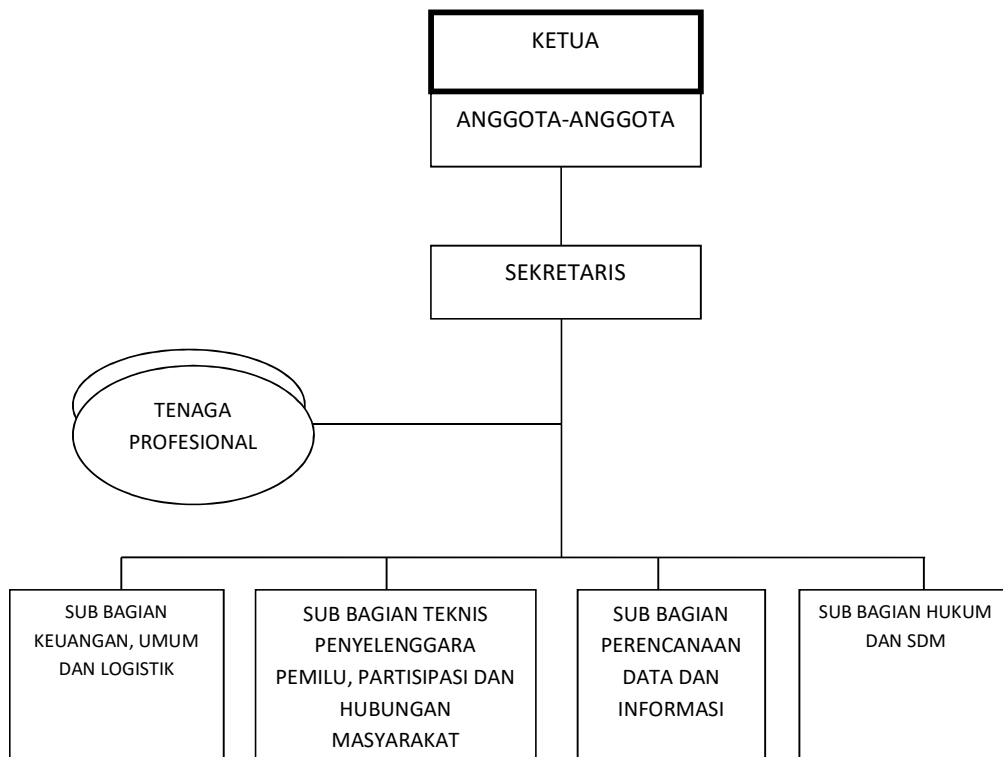 KETUA
ANGGOTA-ANGGOTA
SEKRETARIS
TENAGA
PROFESIONAL
SUB BAGIAN
KEUANGAN, UMUM
DAN LOGISTIK
SUB BAGIAN TEKNIS
PENYELENGGARA
PEMILU, PARTISIPASI DAN
HUBUNGAN
MASYARAKAT
SUB BAGIAN
PERENCANAAN
DATA DAN
INFORMASI
SUB BAGIAN HUKUM
DAN SDM